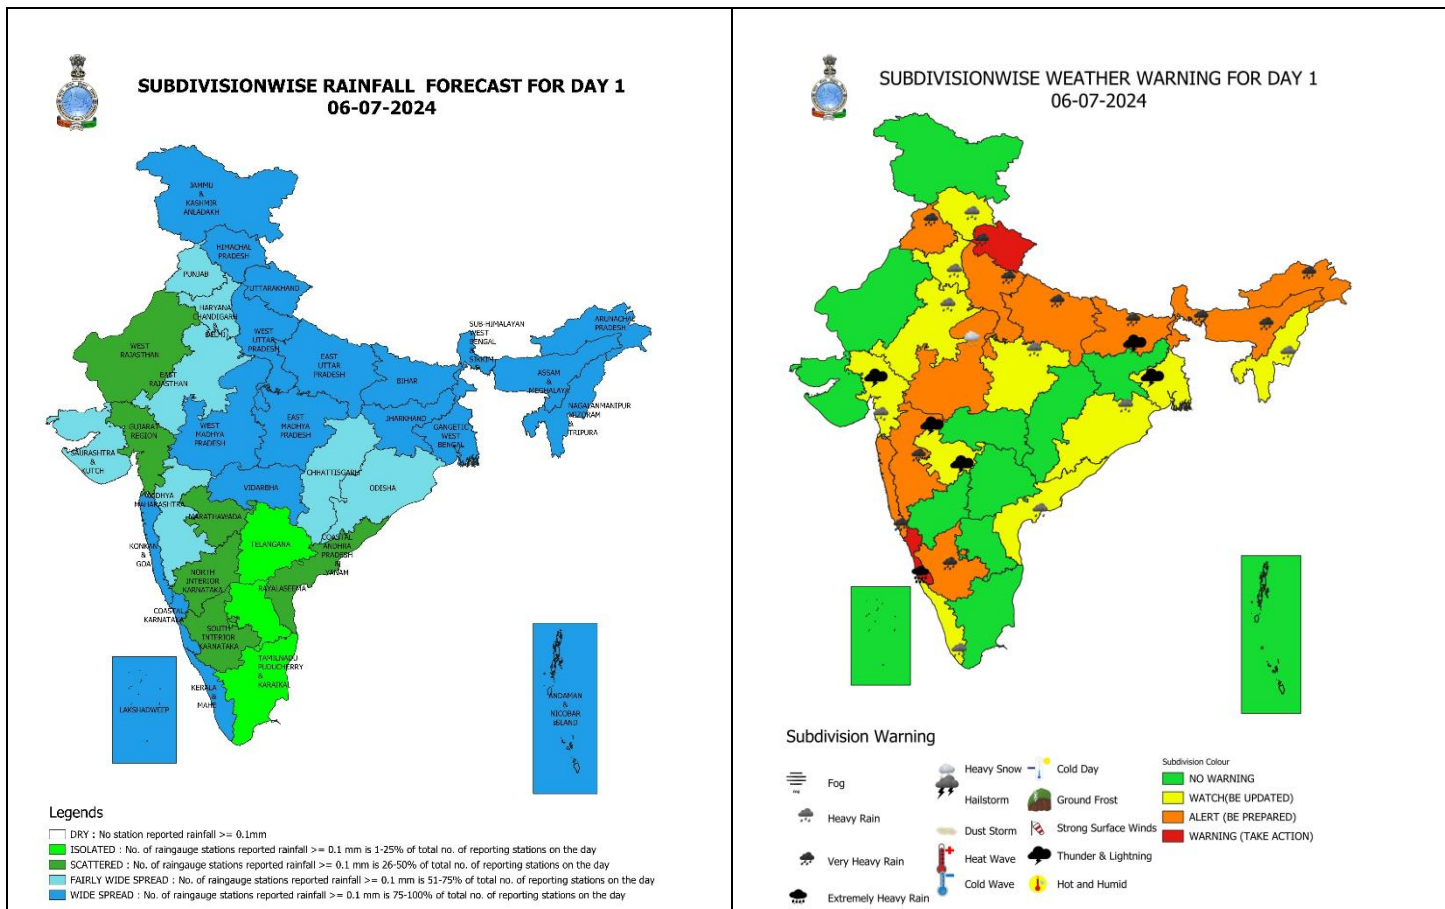 SUBDIVISIONWISE RAINFALL FORECAST FOR DAY 1
06-07-2024
JAMMU
&
KASHMIR
ANLADAKH
HIMACHAL
PRADESH
PUNJAB
UTTARAKHAND
HARYANA
CHANDIGARH
&
DELHI
WEST
UTTAR
PRADESH
SUB-HIMALAYAN
WEST
BENGAL
&
SIKKIM
ARUNACHAL
PRADESH
WEST
RAJASTHAN
EAST
RAJASTHAN
EAST
UTTAR
PRADESH
BIHAR
ASSAM
&
MEGHALAYA
NAGALANMANIPUR
MIZORAM
&
TRIPURA
GUJARAT
REGION
WEST
MADHYA
PRADESH
EAST
MADHYA
PRADESH
JHARKHAND
GANGETIC
WEST
BENGAL
SAURASHTRA
&
KUTCH
CHHATTISGARH
ODISHA
VIDARBHA
MADHYA
MAHARASHTRA
MARATHAWADA
TELANGANA
COASTAL
ANDHRA
PRADESH
&
YANAM
KONKAN
&
GOA
NORTH
INTERIOR
KARNATAKA
RAYALASEEMA
COASTAL
KARNATAKA
SOUTH
INTERIOR
KARNATAKA
TAMILNADU
PUDUCHERRY
&
KARAIKAL
KERALA
&
MAHE
LAKSHADWEEP
ANDAMAN
&
NICOBAR
ISLAND
Legends
DRY : No station reported rainfall >= 0.1mm
ISOLATED : No. of raingauge stations reported rainfall >= 0.1 mm is 1-25% of total no. of reporting stations on the day
SCATTERED : No. of raingauge stations reported rainfall >= 0.1 mm is 26-50% of total no. of reporting stations on the day
FAIRLY WIDE SPREAD : No. of raingauge stations reported rainfall >= 0.1 mm is 51-75% of total no. of reporting stations on the day
WIDE SPREAD : No. of raingauge stations reported rainfall >= 0.1 mm is 75-100% of total no. of reporting stations on the day
SUBDIVISIONWISE WEATHER WARNING FOR DAY 1
06-07-2024
Subdivision Warning
Fog
Heavy Rain
Very Heavy Rain
Extremely Heavy Rain
Heavy Snow
Hailstorm
Dust Storm
Heat Wave
Cold Wave
Cold Day
Ground Frost
Strong Surface Winds
Thunder & Lightning
Hot and Humid
Subdivision Colour
NO WARNING
WATCH(BE UPDATED)
ALERT (BE PREPARED)
WARNING (TAKE ACTION)